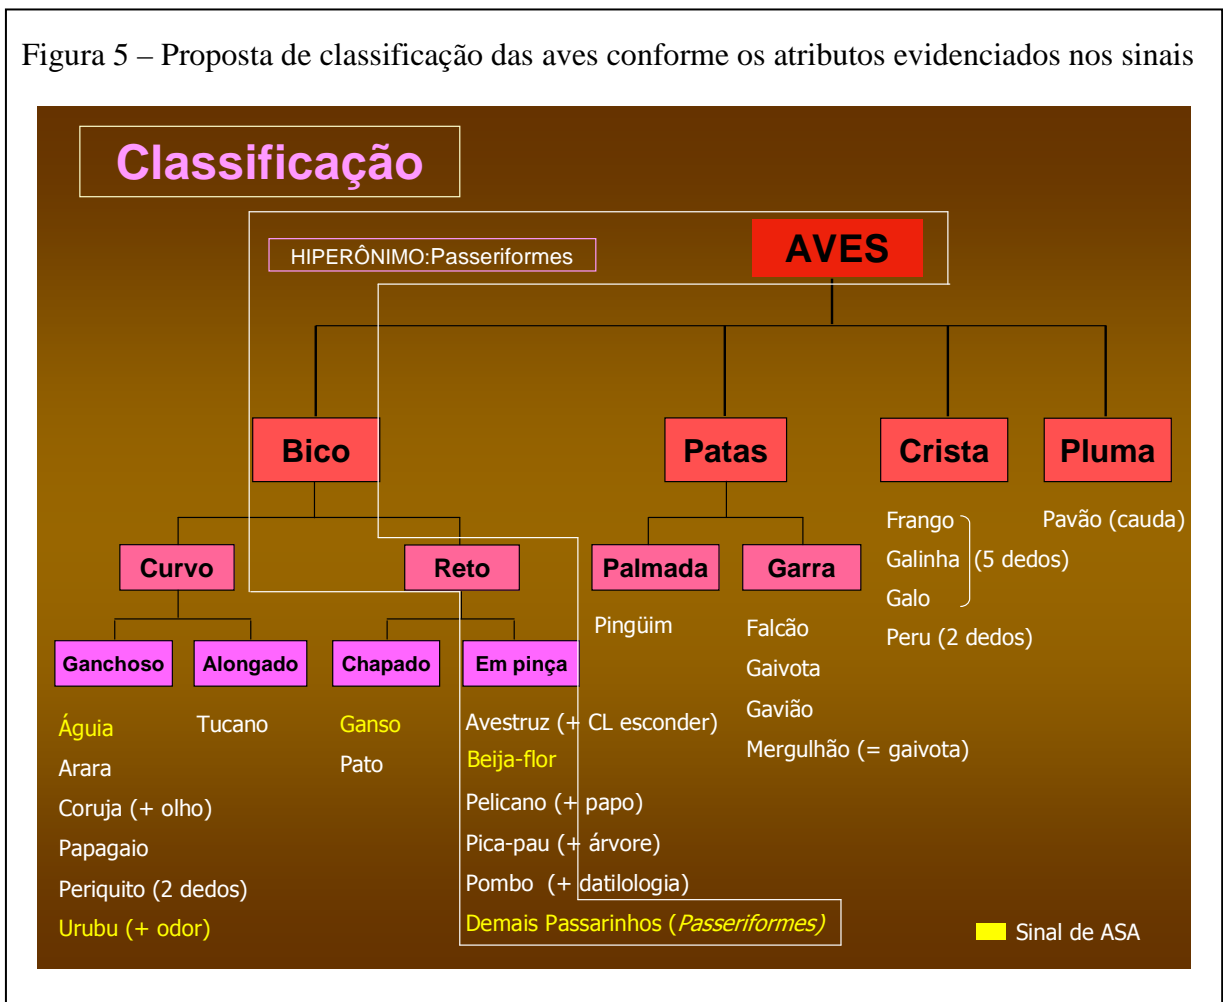 Figura 5 – Proposta de classificação das aves conforme os atributos evidenciados nos sinais
Classificação
HIPERÔNIMO:Passeriformes
AVES
Bico
Patas
Crista
Pluma
Curvo
Reto
Palmada
Garra
Ganchoso
Alongado
Chapado
Em pinça
Águia
Arara
Coruja (+ olho)
Papagaio
Periquito (2 dedos)
Urubu (+ odor)
Tucano
Ganso
Pato
Avestruz (+ CL esconder)
Beija-flor
Pelicano (+ papo)
Pica-pau (+ árvore)
Pombo (+ datilologia)
Demais Passarinhos (Passeriformes)
Pingüim
Falcão
Gaivota
Gavião
Mergulhão (= gaivota)
Frango
Galinha (5 dedos)
Galo
Peru (2 dedos)
Pavão (cauda)
Sinal de ASA